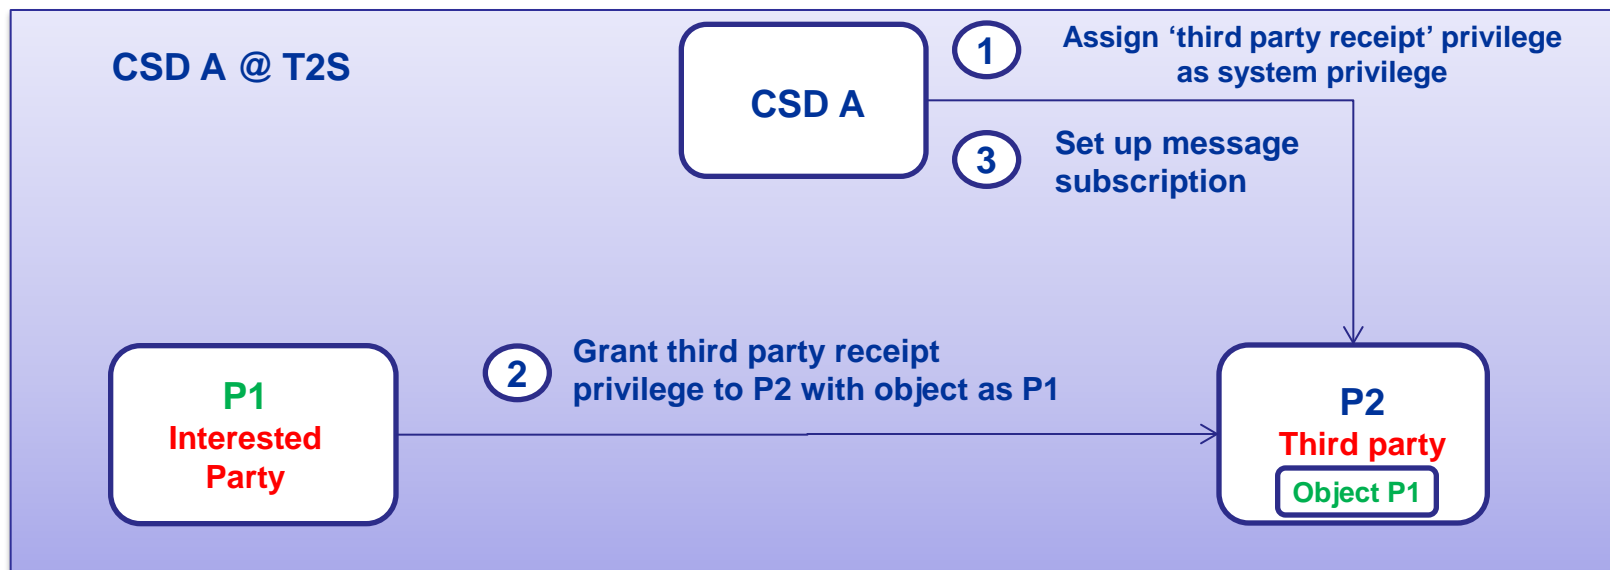 CSD A @ T2S
CSD A
1
Assign ‘third party receipt’ privilege
as system privilege
3
Set up message
subscription
P1
Interested
Party
2
Grant third party receipt
privilege to P2 with object as P1
P2
Third party
Object P1